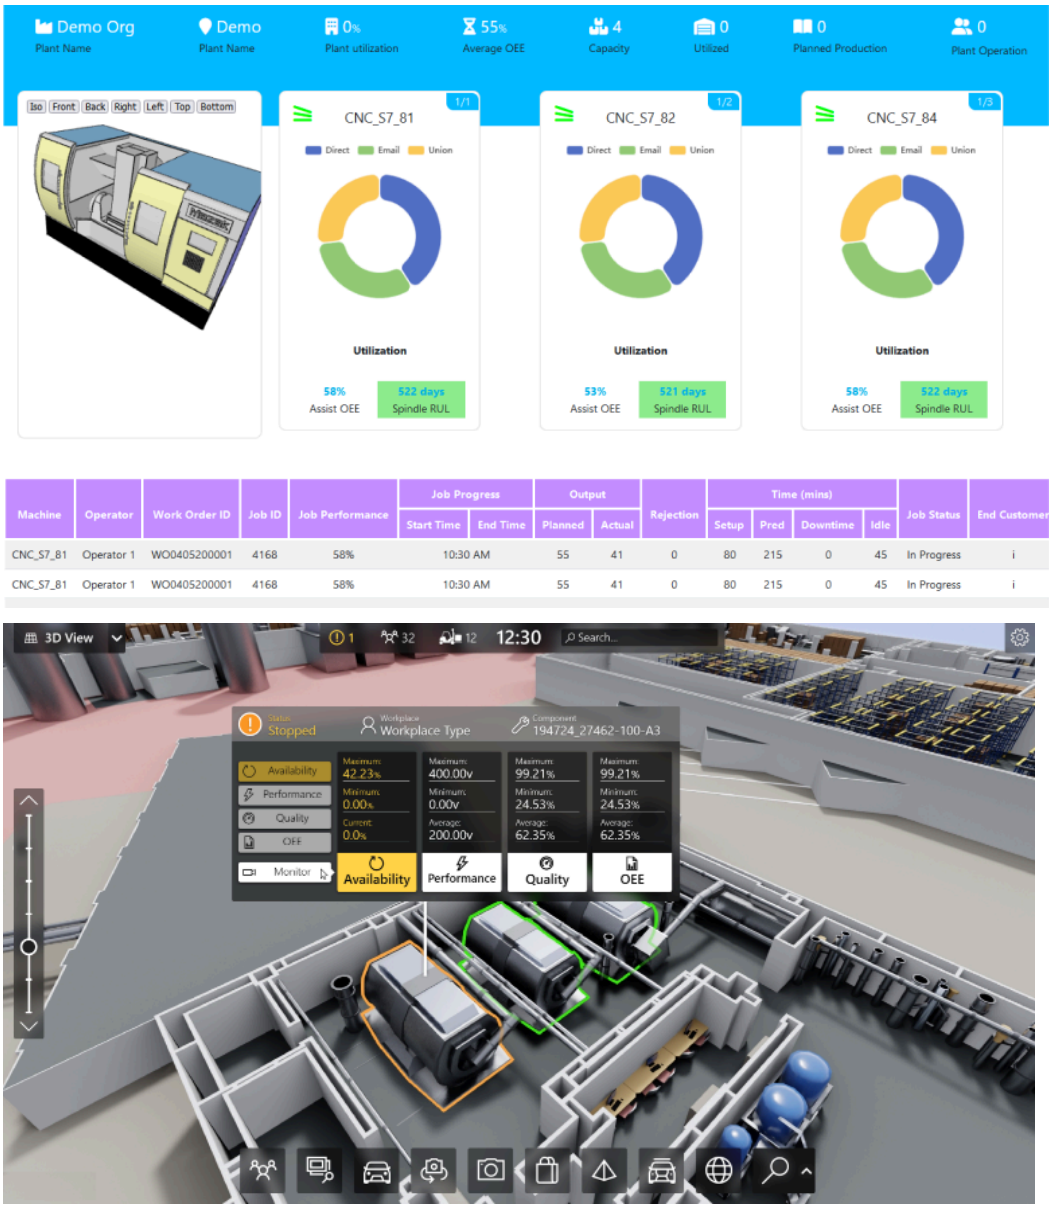 Demo Org
Plant Name
Demo
Plant Name
0%
Plant utilization
55%
Average OEE
4
Capacity
0
Utilized
0
Planned Production
0
Plant Operation
Iso Front Back Right Left Top Bottom
1/1
CNC_S7_81
Direct Email Union
Utilization
58%
Assist OEE
522 days
Spindle RUL
1/2
CNC_S7_82
Direct Email Union
Utilization
53%
Assist OEE
521 days
Spindle RUL
1/3
CNC_S7_84
Direct Email Union
Utilization
58%
Assist OEE
522 days
Spindle RUL
Machine Operator Work Order ID Job ID Job Performance Job Progress Output Rejection Time (mins) Job Status End Customer
Start Time End Time Planned Actual Setup Pred Downtime Idle
CNC_S7_81 Operator 1 WO0405200001 4168 58% 10:30 AM 55 41 0 80 215 0 45 In Progress i
CNC_S7_81 Operator 1 WO0405200001 4168 58% 10:30 AM 55 41 0 80 215 0 45 In Progress i
3D View 1 32 12 12:30 Search...
Status
Stopped
Workplace
Workplace Type
Component
194724_27462-100-A3
Availability
Performance
Quality
OEE
Monitor
Maximum:
42.23%
Minimum:
0.00%
Current:
0.0%
Availability
Maximum:
400.00v
Minimum:
0.00v
Average:
200.00v
Performance
Maximum:
99.21%
Minimum:
24.53%
Average:
62.35%
Quality
Maximum:
99.21%
Minimum:
24.53%
Average:
62.35%
OEE